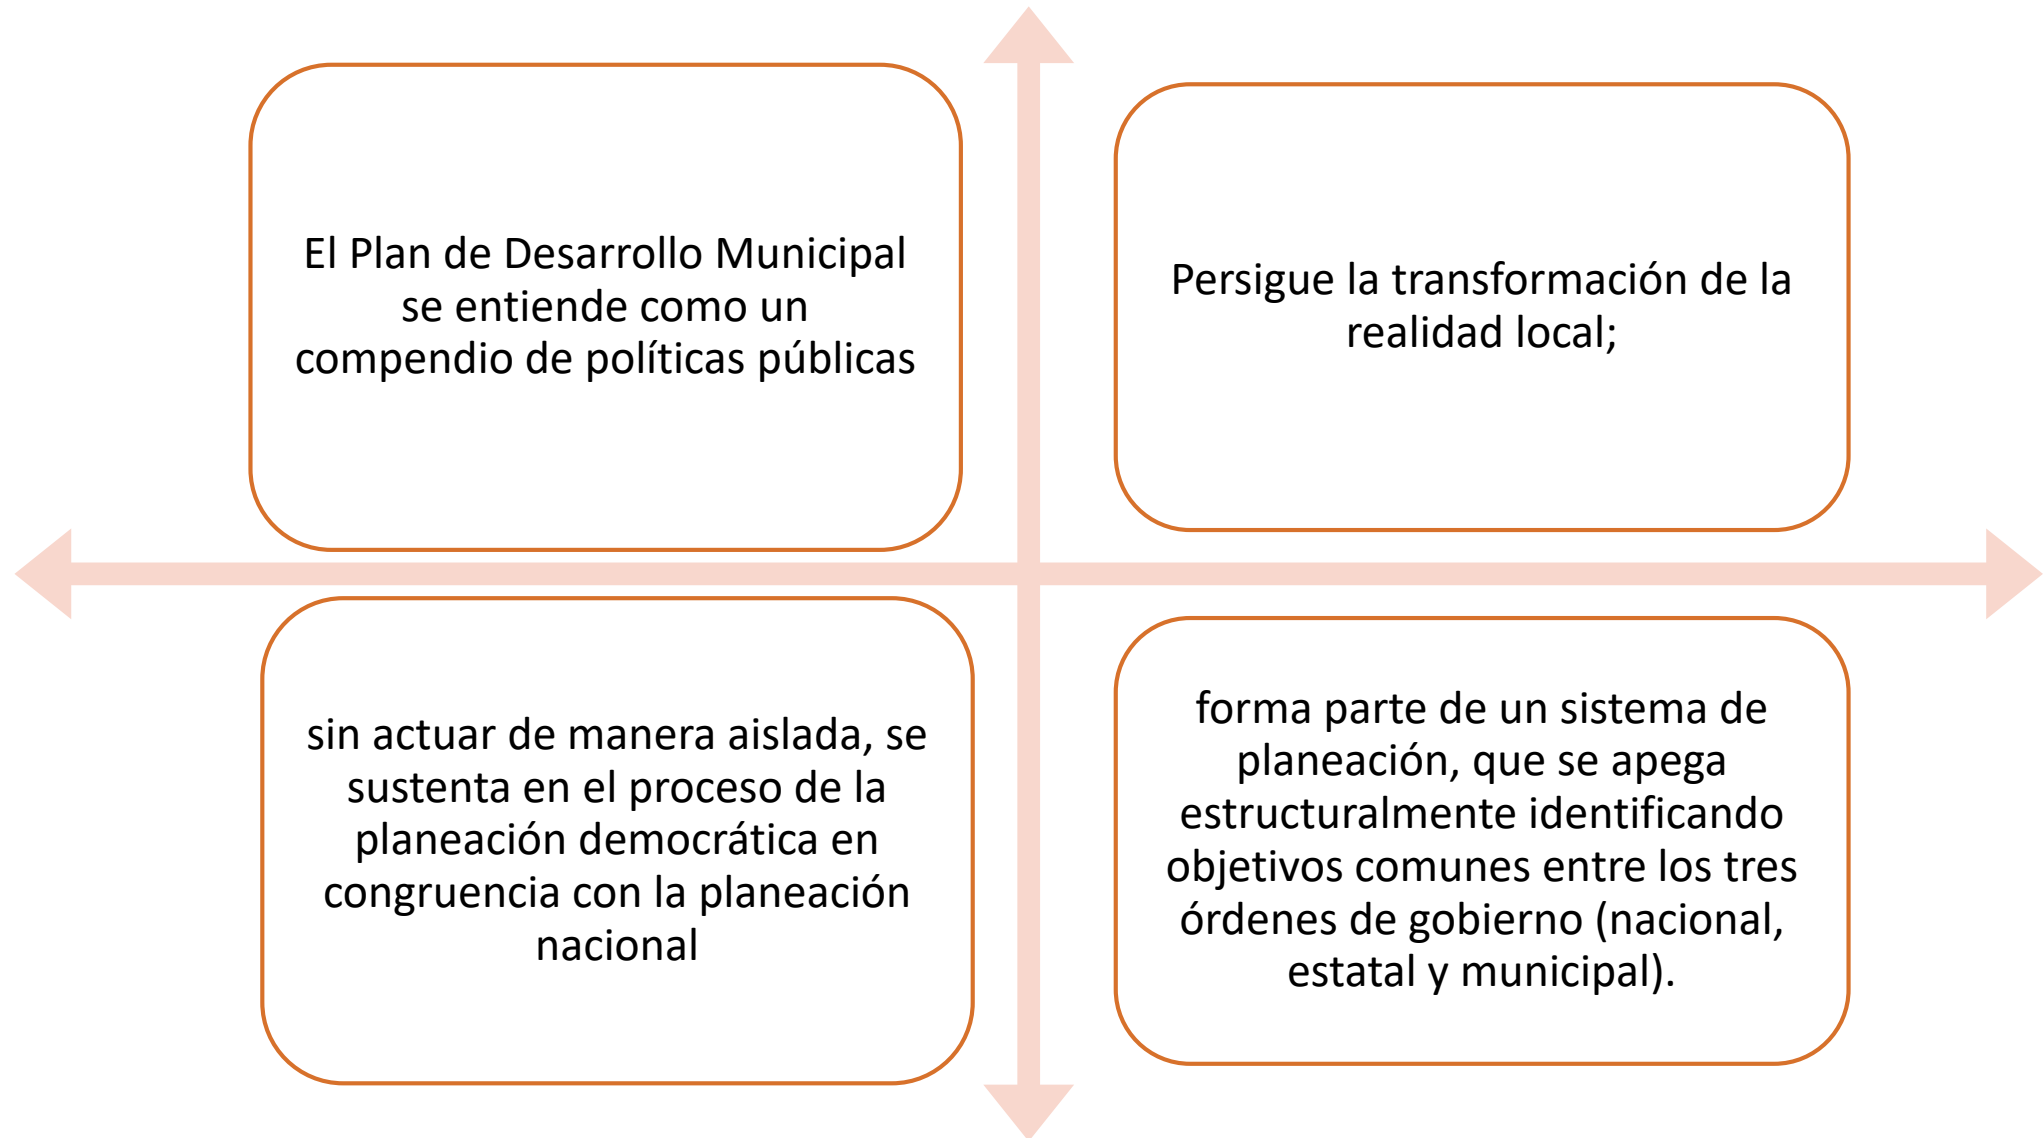 El Plan de Desarrollo Municipal
se entiende como un
compendio de políticas públicas
Persigue la transformación de la
realidad local;
sin actuar de manera aislada, se
sustenta en el proceso de la
planeación democrática en
congruencia con la planeación
nacional
forma parte de un sistema de
planeación, que se apega
estructuralmente identificando
objetivos comunes entre los tres
órdenes de gobierno (nacional,
estatal y municipal).